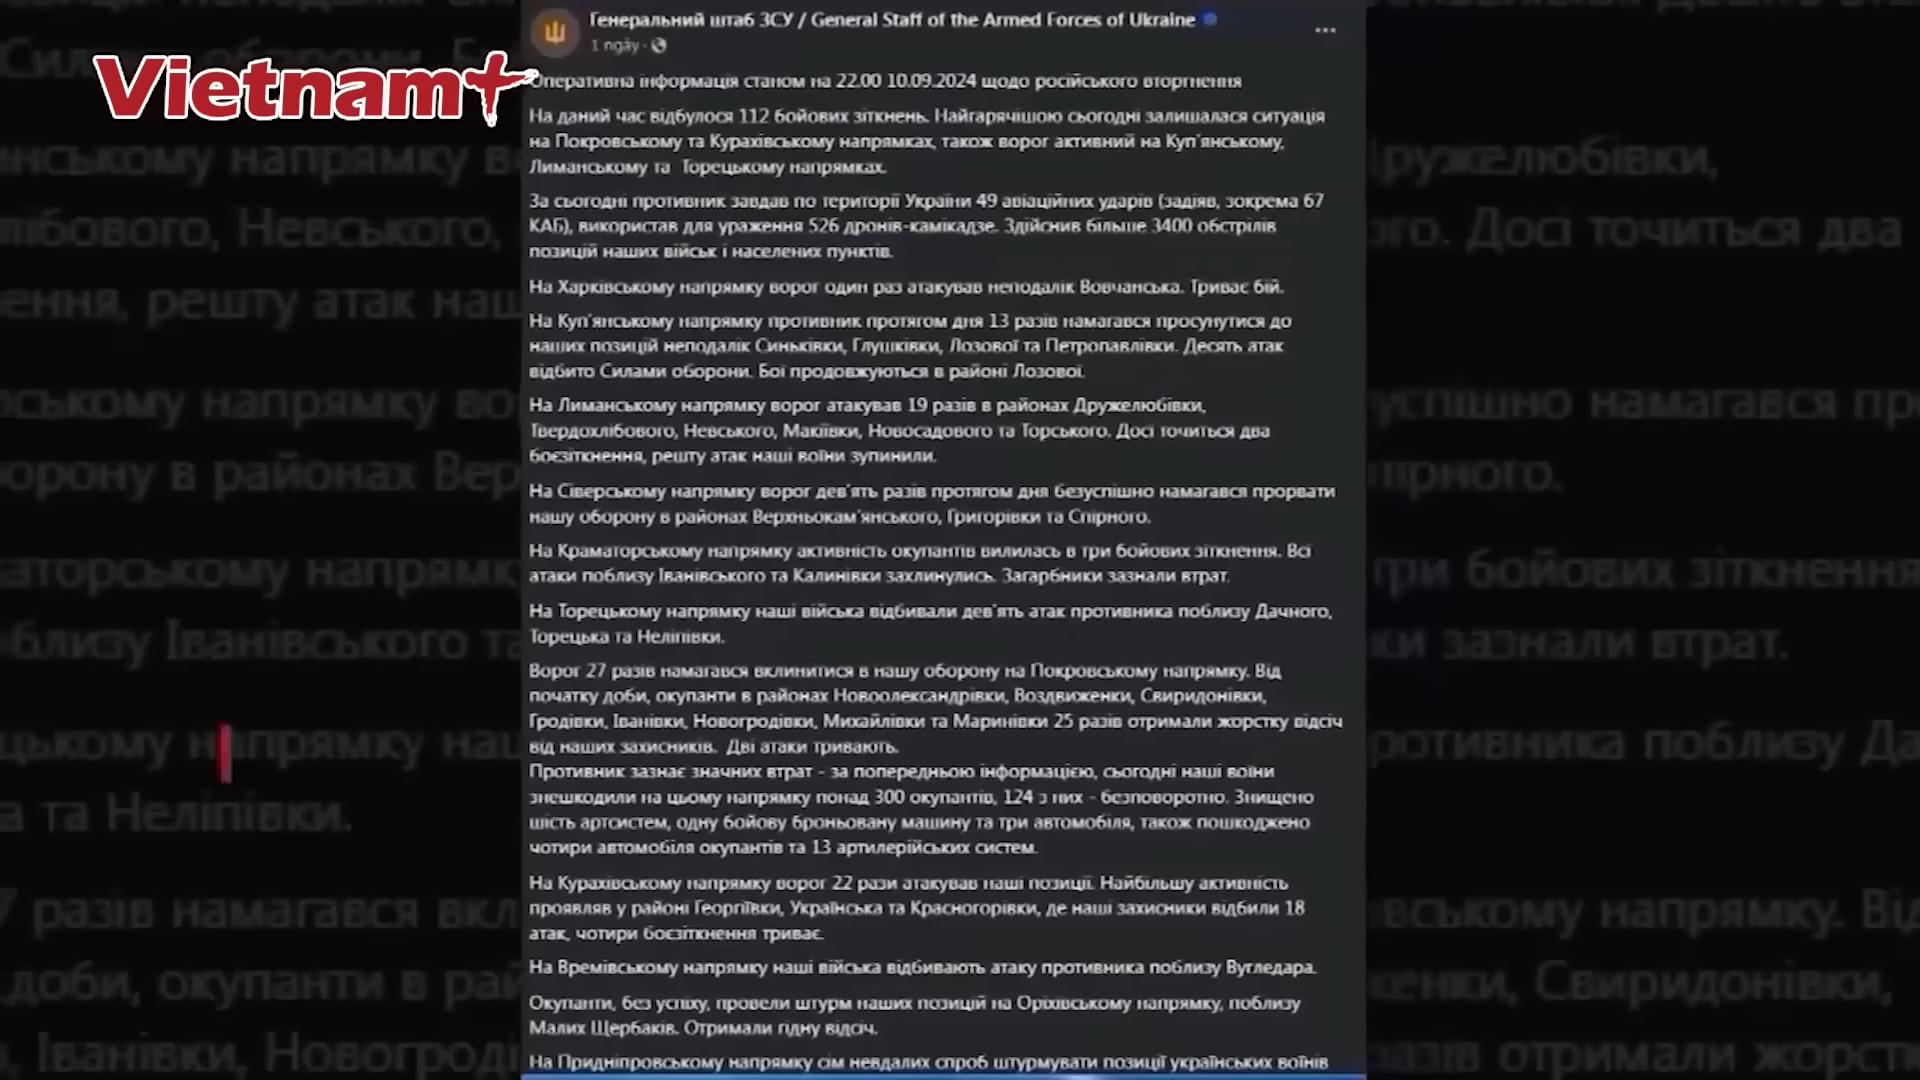 Vietnam+
Генеральний штаб ЗСУ / General Staff of the Armed Forces of Ukraine
1 ngày
Оперативна інформація станом на 22.00 10.09.2024 щодо російського вторгнення
На даний час відбулося 112 бойових зіткнень. Найгарячішою сьогодні залишалася ситуація
на Покровському та Курахівському напрямках, також ворог активний на Куп'янському,
Лиманському та Торецькому напрямках.
За сьогодні противник завдав по території України 49 авіаційних ударів (задіяв, зокрема 67
КАБ), використав для ураження 526 дронів-камікадзе. Здійснив більше 3400 обстрілів
позицій наших військ і населених пунктів.
На Харківському напрямку ворог один раз атакував неподалік Вовчанська. Триває бій.
На Куп'янському напрямку противник протягом дня 13 разів намагався просунутися до
наших позицій неподалік Синьківки, Глушківки, Лозової та Петропавлівки. Десять атак
відбито Силами оборони. Бої продовжуються в районі Лозової.
На Лиманському напрямку ворог атакував 19 разів в районах Дружелюбівки,
Твердохлібового, Невського, Макіївки, Новосадового та Торського. Досі точиться два
боєзіткнення, решту атак наші воїни зупинили.
На Сіверському напрямку ворог дев'ять разів протягом дня безуспішно намагався прорвати
нашу оборону в районах Верхньокам'янського, Григорівки та Спірного.
На Краматорському напрямку активність окупантів вилилась в три бойових зіткнення. Всі
атаки поблизу Іванівського та Калинівки захлинулись. Загарбники зазнали втрат.
На Торецькому напрямку наші війська відбивали дев'ять атак противника поблизу Дачного,
Торецька та Неліпівки.
Ворог 27 разів намагався вклинитися в нашу оборону на Покровському напрямку. Від
початку доби, окупанти в районах Новоолександрівки, Воздвиженки, Свиридонівки,
Гродівки, Іванівки, Новогродівки, Михайлівки та Маринівки 25 разів отримали жорстку відсіч
від наших захисників. Дві атаки тривають.
Противник зазнає значних втрат - за попередньою інформацією, сьогодні наші воїни
знешкодили на цьому напрямку понад 300 окупантів, 124 з них - безповоротно. Знищено
шість артсистем, одну бойову броньовану машину та три автомобіля, також пошкоджено
чотири автомобіля окупантів та 13 артилерійських систем.
На Курахівському напрямку ворог 22 рази атакував наші позиції. Найбільшу активність
проявляв у районі Георгіївки, Українська та Красногорівки, де наші захисники відбили 18
атак, чотири боєзіткнення триває.
На Времівському напрямку наші війська відбивають атаку противника поблизу Вугледара.
Окупанти, без успіху, провели штурм наших позицій на Оріхівському напрямку, поблизу
Малих Щербаків. Отримали гідну відсіч.
На Придніпровському напрямку сім невдалих спроб штурмувати позиції українських воїнів